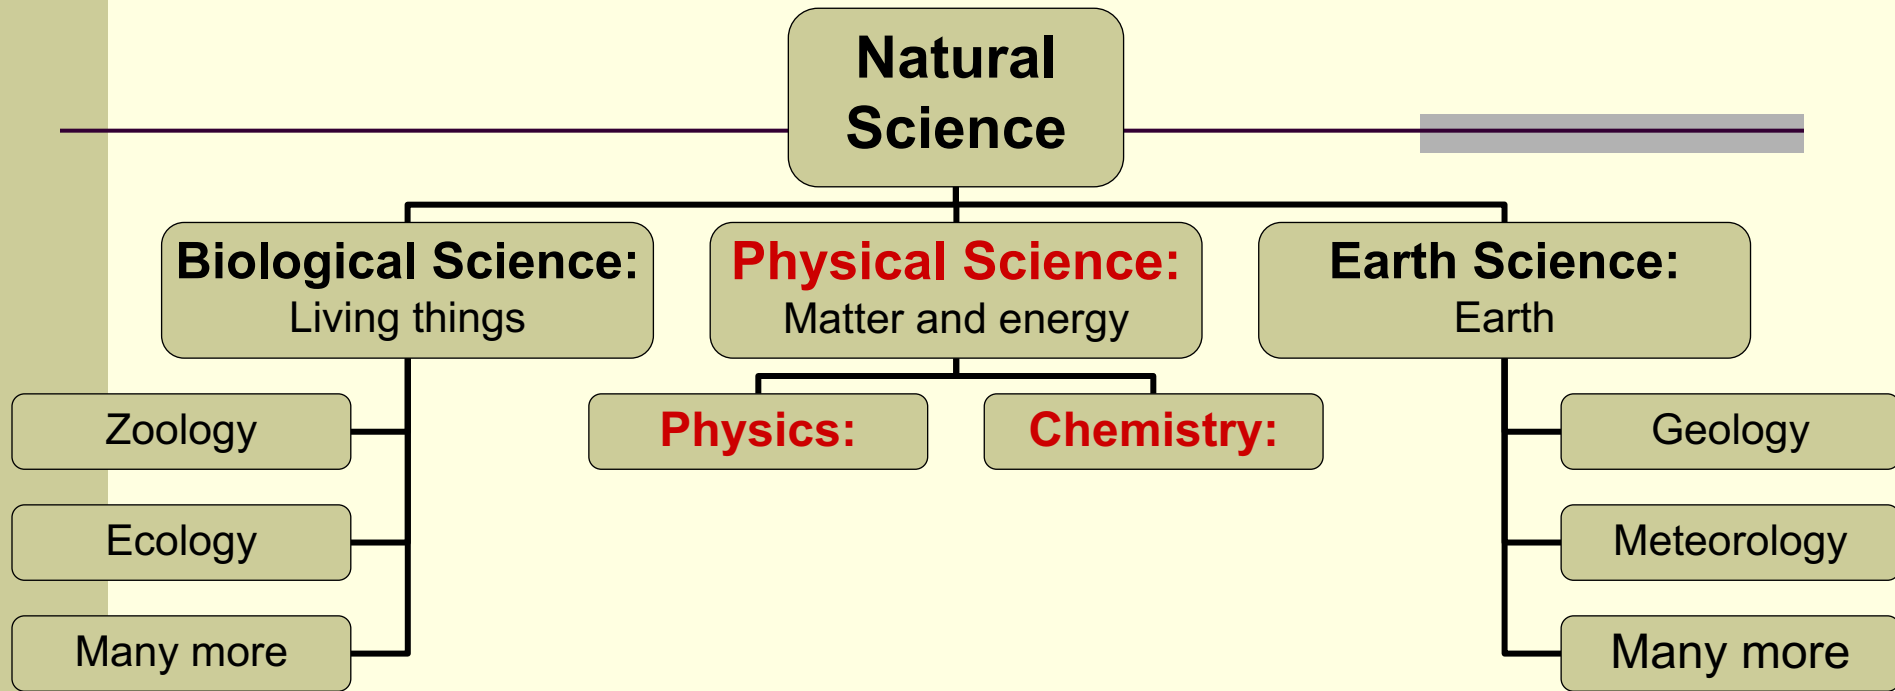 Natural
Science
Biological Science:
Living things
Physical Science:
Matter and energy
Earth Science:
Earth
Zoology
Ecology
Many more
Physics:
Chemistry:
Geology
Meteorology
Many more